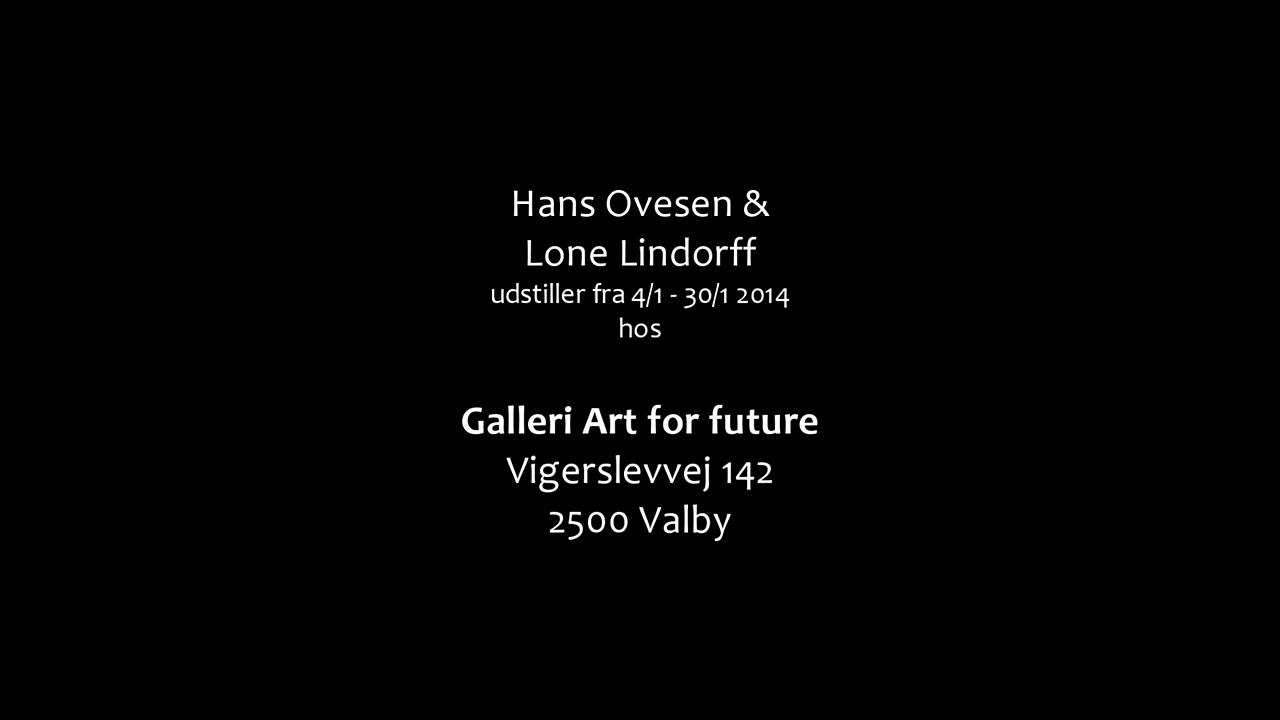 Hans Ovesen &
Lone Lindorff
udstiller fra 4/1 - 30/1 2014
hos
Galleri Art for future
Vigerslevvej 142
2500 Valby